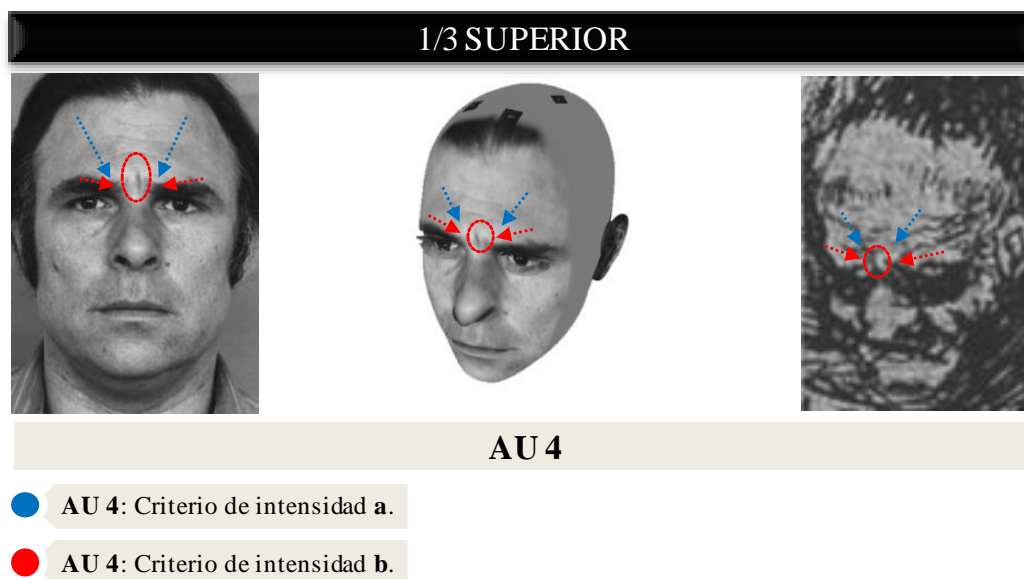 1/3 SUPERIOR
AU 4
AU 4: Criterio de intensidad a.
AU 4: Criterio de intensidad b.